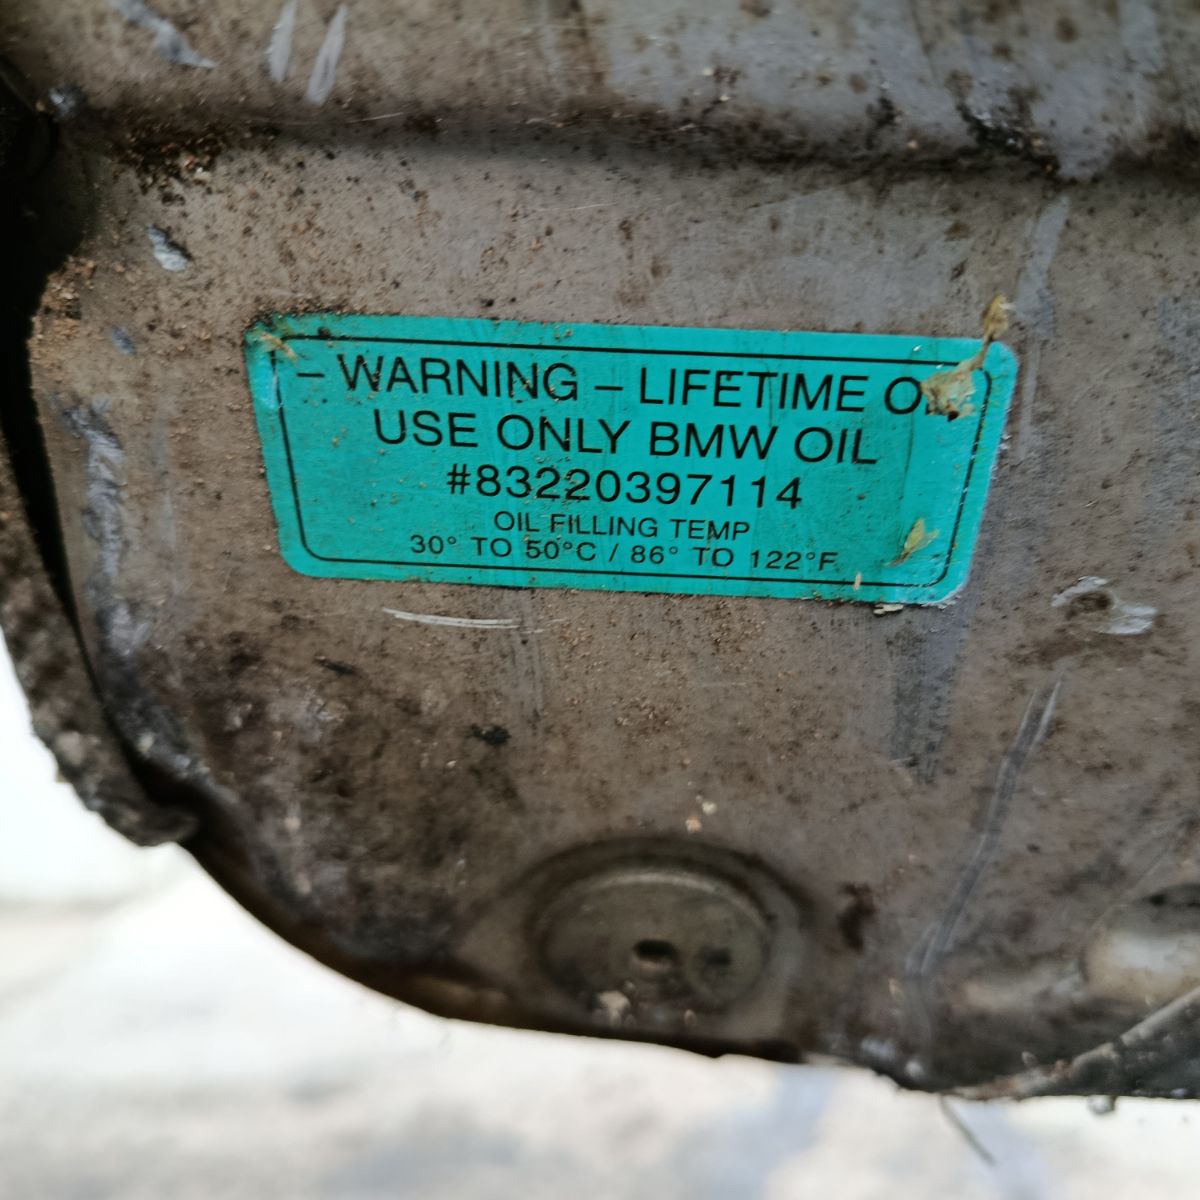 – WARNING – LIFETIME
USE ONLY BMW OIL
#83220397114
OIL FILLING TEMP
30° TO 50°C / 86° TO 122°F